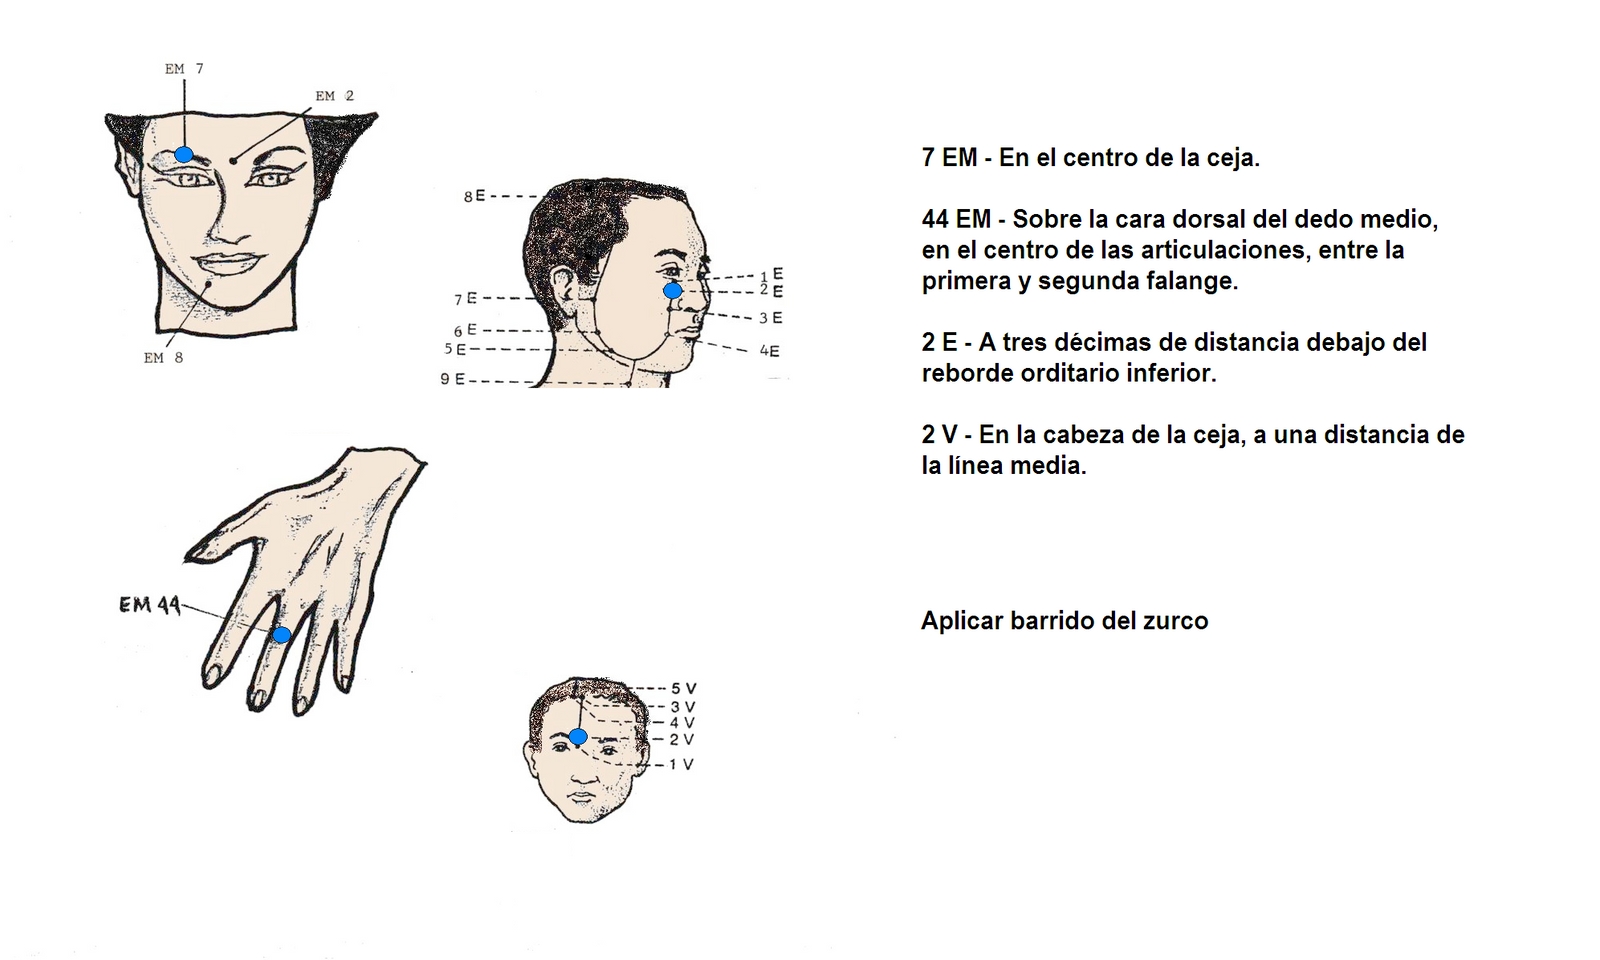 EM 7
EM 2
EM 8
8 E
7 E
6 E
5 E
9 E
1 E
2 E
3 E
4E
EM 44
5 V
3 V
4 V
2 V
1 V
7 EM - En el centro de la ceja.
44 EM - Sobre la cara dorsal del dedo medio,
en el centro de las articulaciones, entre la
primera y segunda falange.
2 E - A tres décimas de distancia debajo del
reborde orditario inferior.
2 V - En la cabeza de la ceja, a una distancia de
la línea media.
Aplicar barrido del zurco